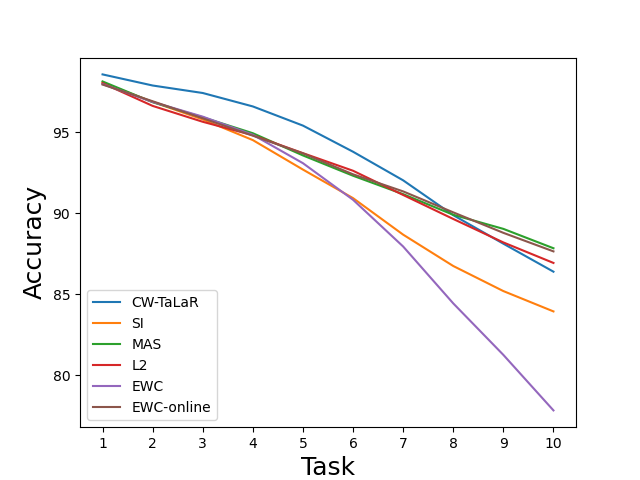 Accuracy
95
90
85
80
CW-TaLaR
SI
MAS
L2
EWC
EWC-online
1 2 3 4 5 6 7 8 9 10
Task